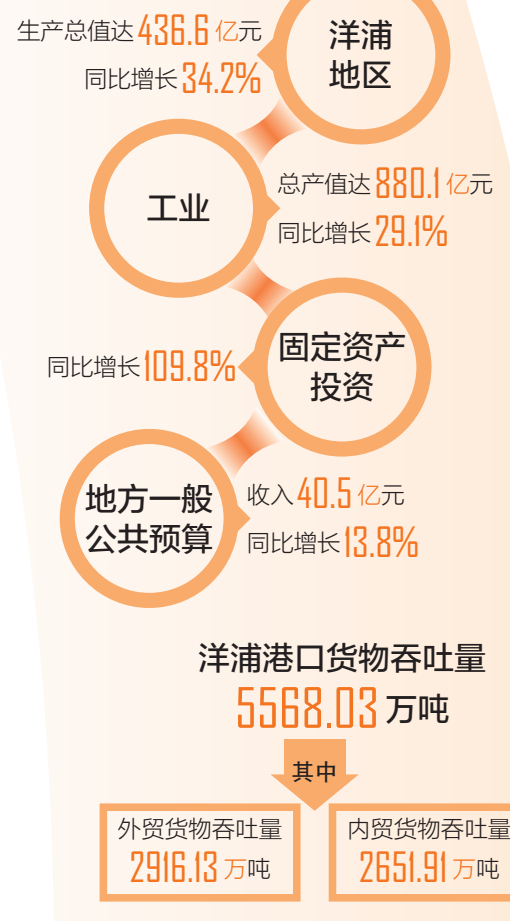 生产总值达436.6亿元
同比增长34.2%
洋浦
地区
工业
总产值达880.1亿元
同比增长29.1%
固定资产
投资
同比增长109.8%
地方一般
公共预算
收入40.5亿元
同比增长13.8%
洋浦港口货物吞吐量
5568.03万吨
其中
外贸货物吞吐量
2916.13万吨
内贸货物吞吐量
2651.91万吨